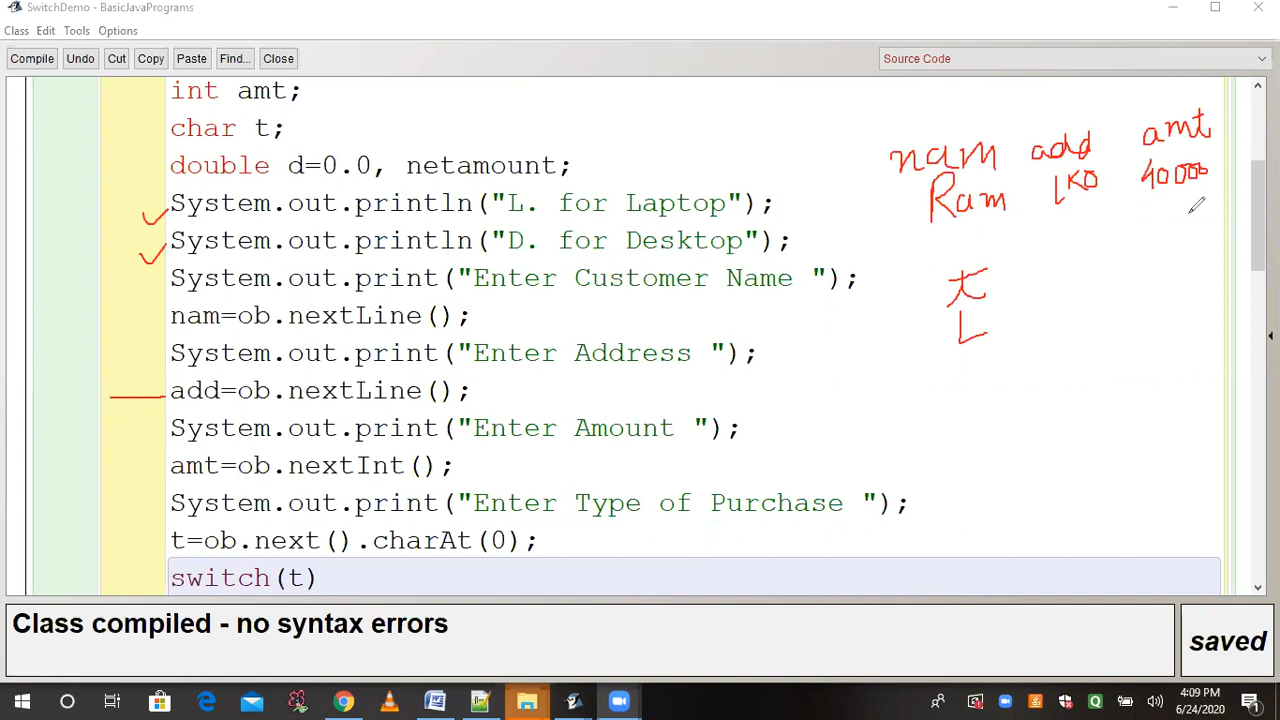 SwitchDemo - BasicJavaPrograms
Class Edit Tools Options
Compile Undo Cut Copy Paste Find... Close Source Code
int amt;
char t;
double d=0.0, netamount;
System.out.println("L. for Laptop");
System.out.println("D. for Desktop");
System.out.print("Enter Customer Name ");
nam=ob.nextLine();
System.out.print("Enter Address ");
add=ob.nextLine();
System.out.print("Enter Amount ");
amt=ob.nextInt();
System.out.print("Enter Type of Purchase ");
t=ob.next().charAt(0);
switch(t)
nam add amt
Ram LKO 40000
t
L
Class compiled - no syntax errors
saved
4:09 PM
6/24/2020